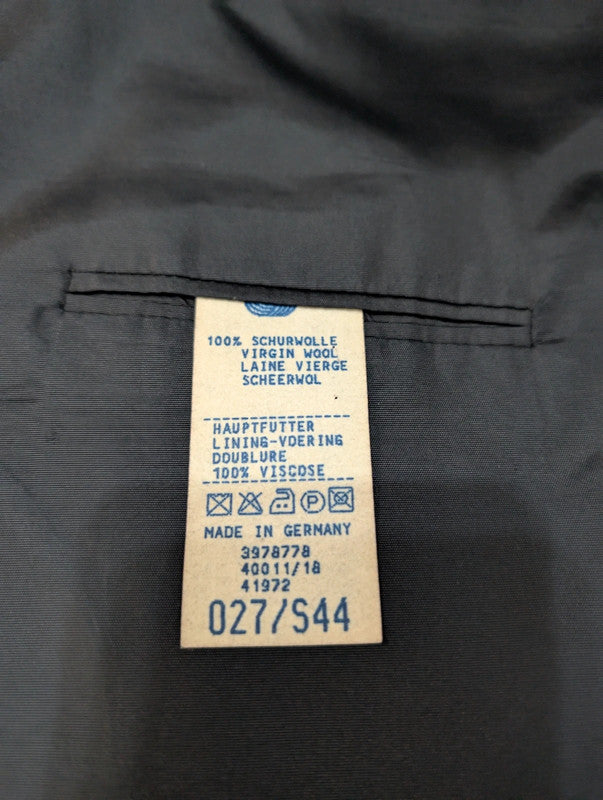 100% SCHURWOLLE
VIRGIN WOOL
LAINE VIERGE
SCHEERWOL
HAUPTFUTTER
LINING-VOERING
DOUBLURE
100% VISCOSE
P
MADE IN GERMANY
3978778
40011/18
41972
027/S44